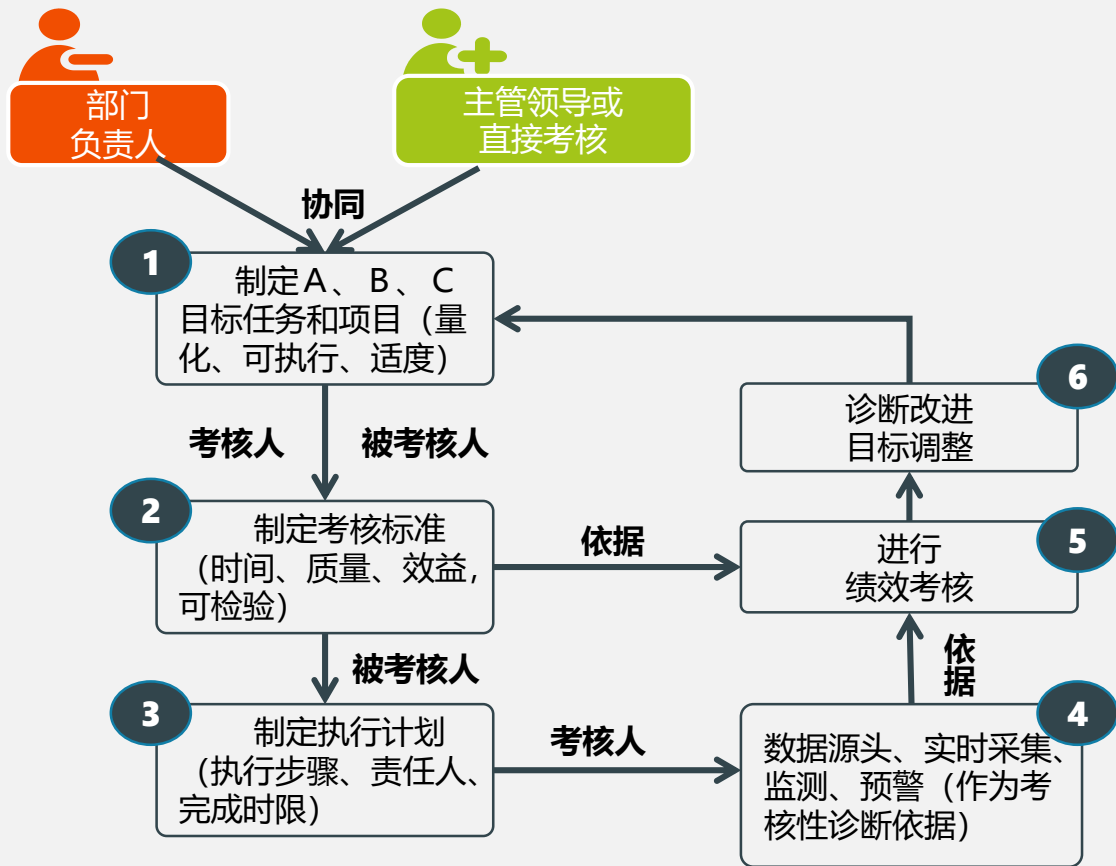 部门
负责人
主管领导或
直接考核
协同
1
制定A、B、C
目标任务和项目（量
化、可执行、适度）
考核人
被考核人
2
制定考核标准
（时间、质量、效益，
可检验）
被考核人
3
制定执行计划
（执行步骤、责任人、
完成时限）
考核人
4
数据源头、实时采集、
监测、预警（作为考
核性诊断依据）
依据
依
据
5
进行
绩效考核
6
诊断改进
目标调整